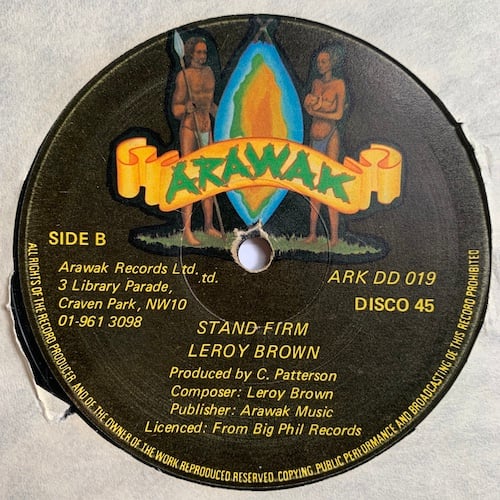 ARAWAK
SIDE B
Arawak Records Ltd.
.td.
3 Library Parade,
Craven Park, NW10
01-961 3098
ARK DD 019
DISCO 45
STAND FIRM
LEROY BROWN
Produced by C. Patterson
Composer: Leroy Brown
Publisher: Arawak Music
Licenced: From Big Phil Records
ALL RIGHTS OF THE RECORD PRODUCER, AND OF THE OWNER OF THE WORK REPRODUCED RESERVED. COPYING, PUBLIC PERFORMANCE AND BROADCASTING OF THIS RECORD PROHIBITED